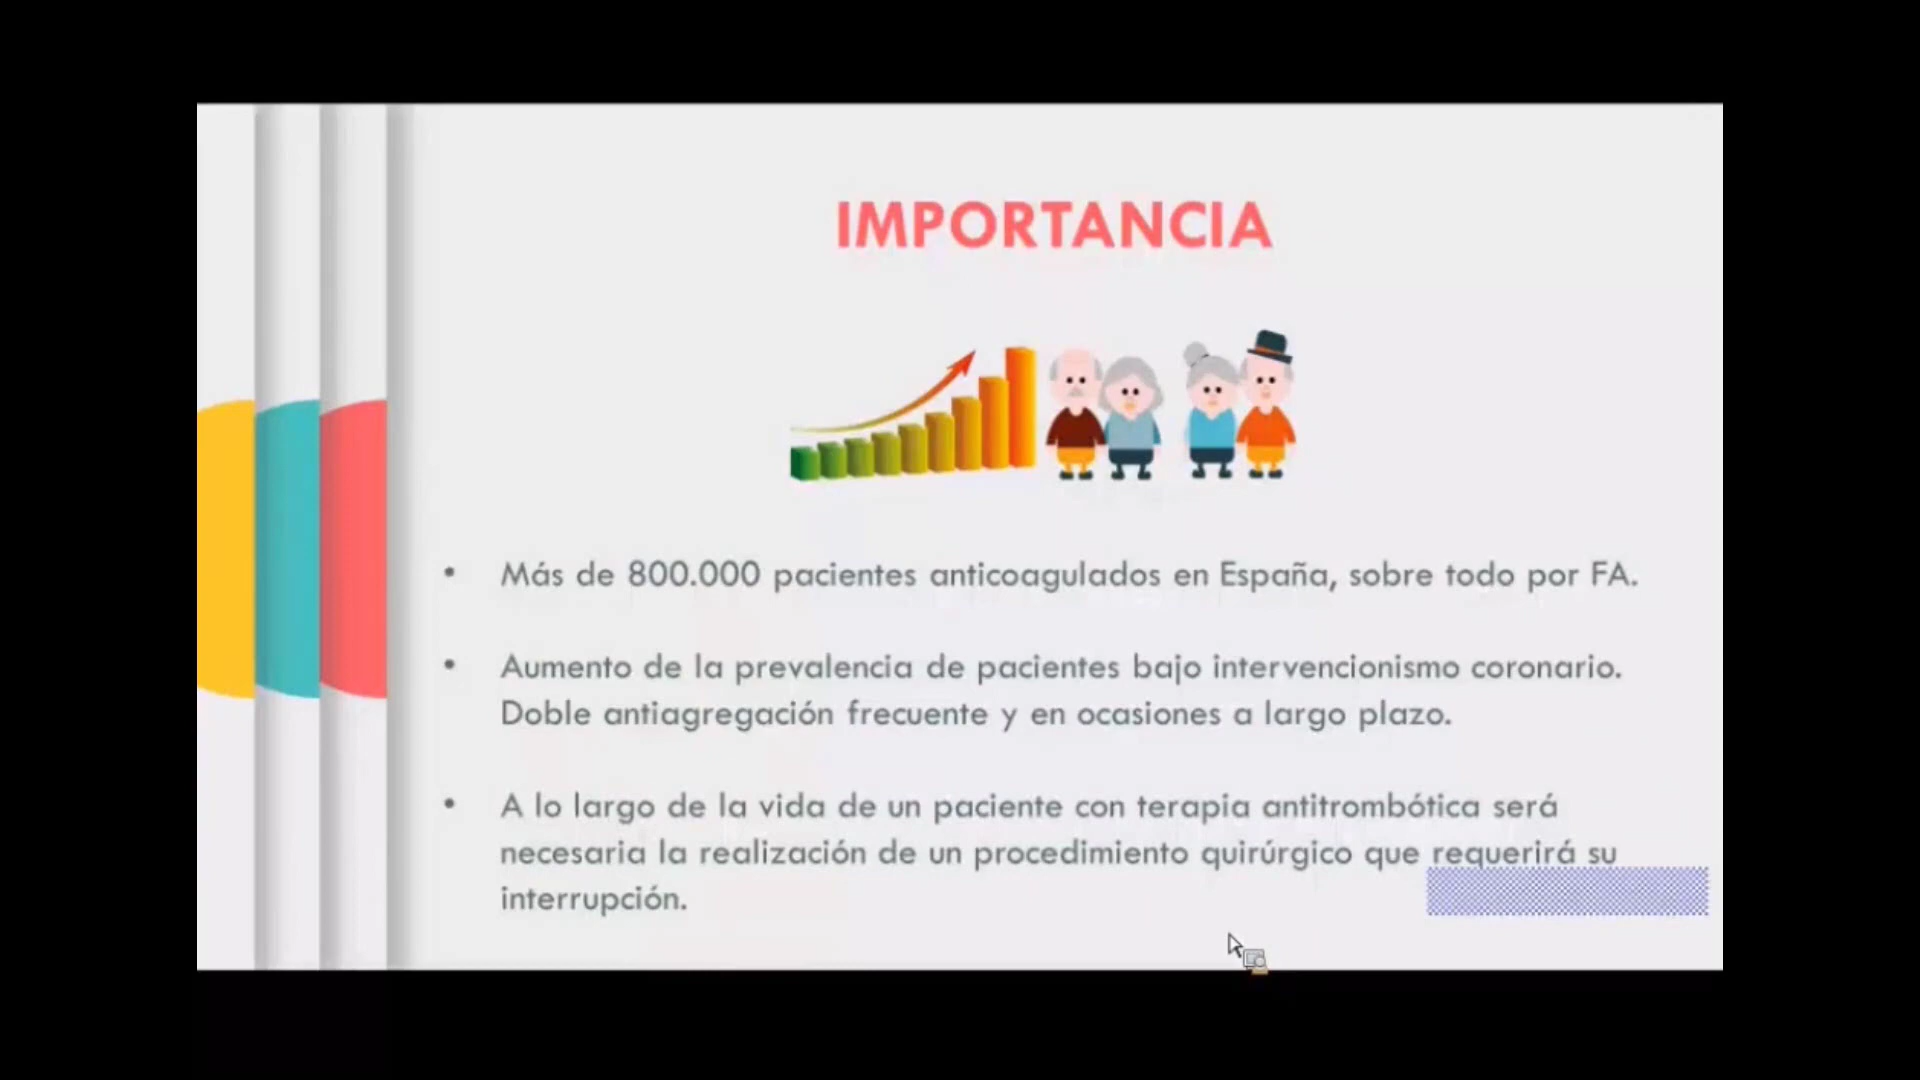 IMPORTANCIA
• Más de 800.000 pacientes anticoagulados en España, sobre todo por FA.
• Aumento de la prevalencia de pacientes bajo intervencionismo coronario.
Doble antiagregación frecuente y en ocasiones a largo plazo.
• A lo largo de la vida de un paciente con terapia antitrombótica será
necesaria la realización de un procedimiento quirúrgico que requerirá su
interrupción.